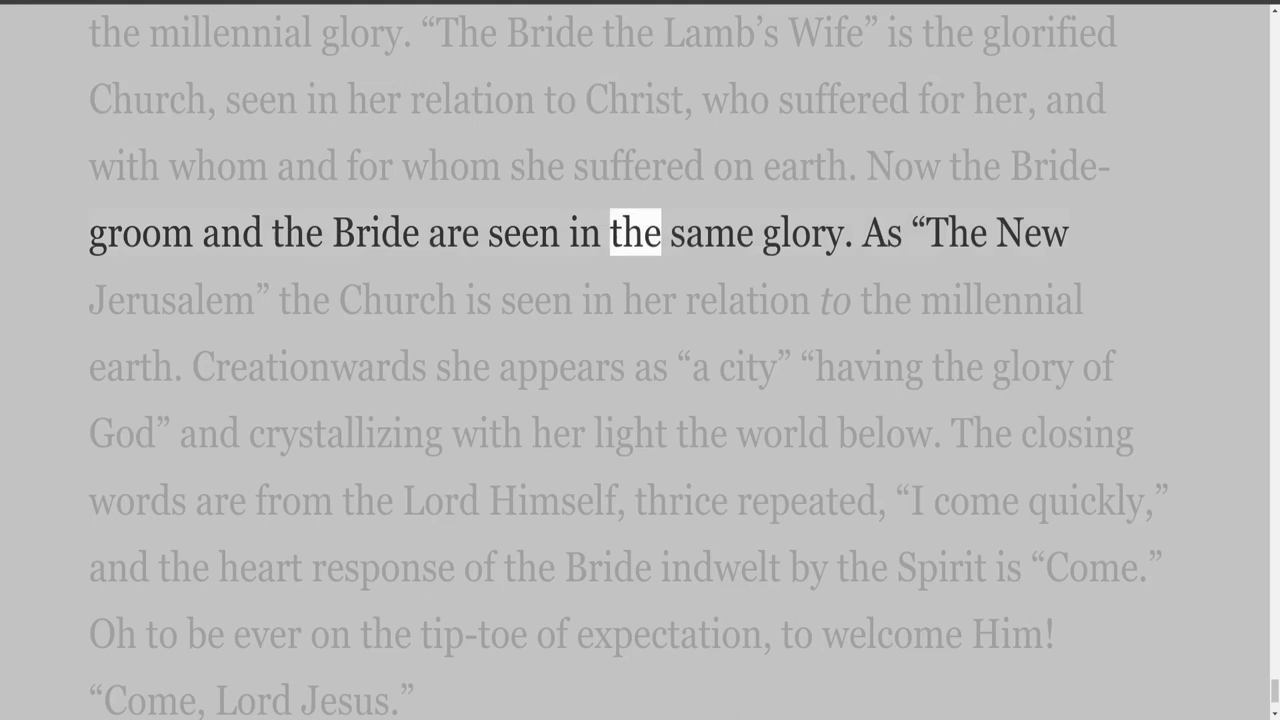 the millennial glory. “The Bride the Lamb’s Wife” is the glorified
Church, seen in her relation to Christ, who suffered for her, and
with whom and for whom she suffered on earth. Now the Bride-
groom and the Bride are seen in the same glory. As “The New
Jerusalem” the Church is seen in her relation to the millennial
earth. Creationwards she appears as “a city” “having the glory of
God” and crystallizing with her light the world below. The closing
words are from the Lord Himself, thrice repeated, “I come quickly,”
and the heart response of the Bride indwelt by the Spirit is “Come.”
Oh to be ever on the tip-toe of expectation, to welcome Him!
“Come, Lord Jesus.”